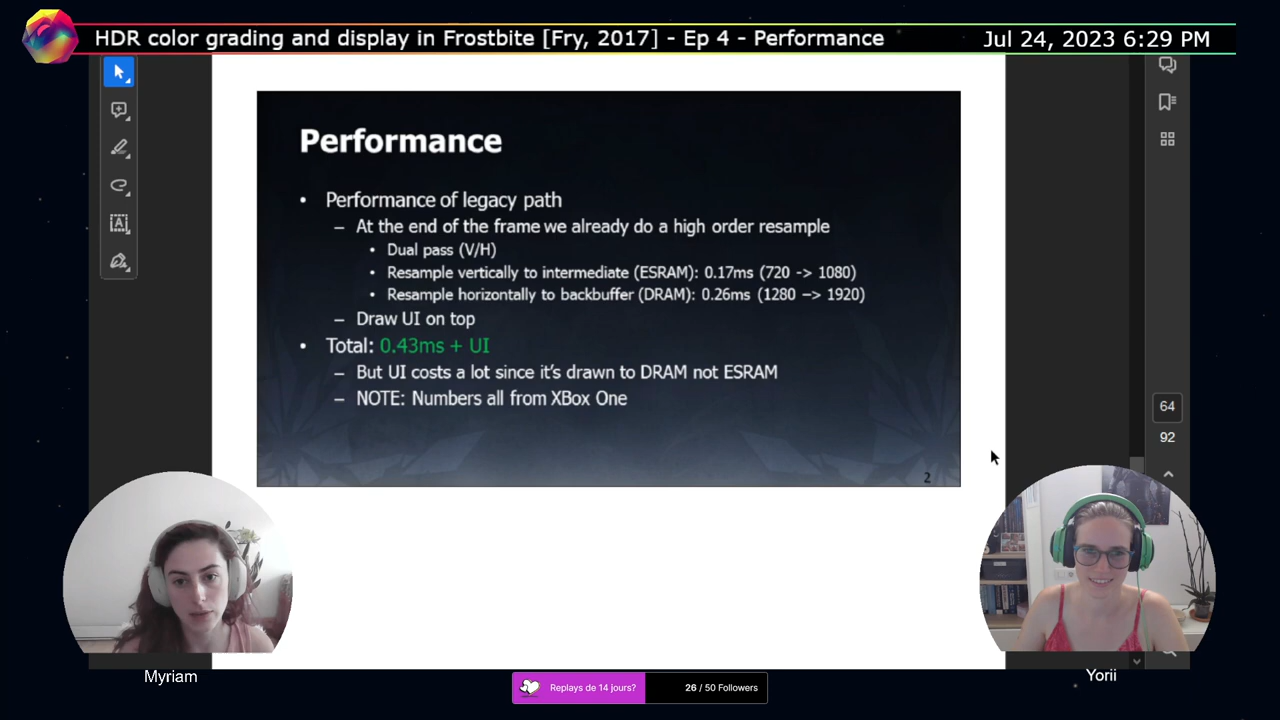 HDR color grading and display in Frostbite [Fry, 2017] - Ep 4 - Performance
Jul 24, 2023 6:29 PM
Performance
• Performance of legacy path
– At the end of the frame we already do a high order resample
• Dual pass (V/H)
• Resample vertically to intermediate (ESRAM): 0.17ms (720 -> 1080)
• Resample horizontally to backbuffer (DRAM): 0.26ms (1280 –> 1920)
– Draw UI on top
• Total: 0.43ms + UI
– But UI costs a lot since it's drawn to DRAM not ESRAM
– NOTE: Numbers all from XBox One
2
64
92
Myriam
Yorii
Replays de 14 jours?
26 / 50 Followers